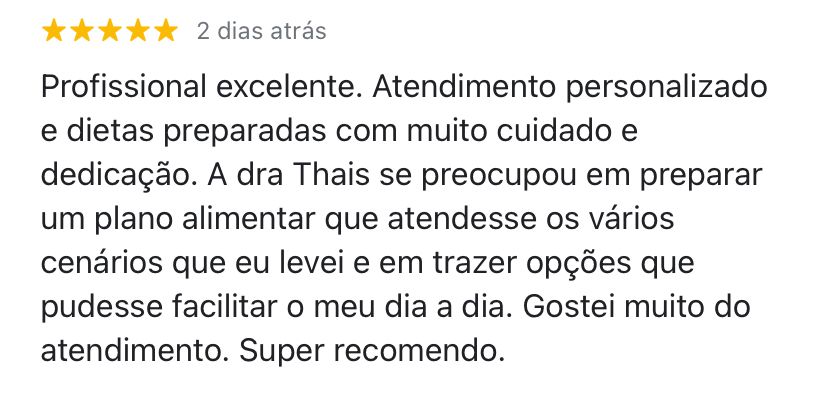 2 dias atrás
Profissional excelente. Atendimento personalizado
e dietas preparadas com muito cuidado e
dedicação. A dra Thais se preocupou em preparar
um plano alimentar que atendesse os vários
cenários que eu levei e em trazer opções que
pudesse facilitar o meu dia a dia. Gostei muito do
atendimento. Super recomendo.